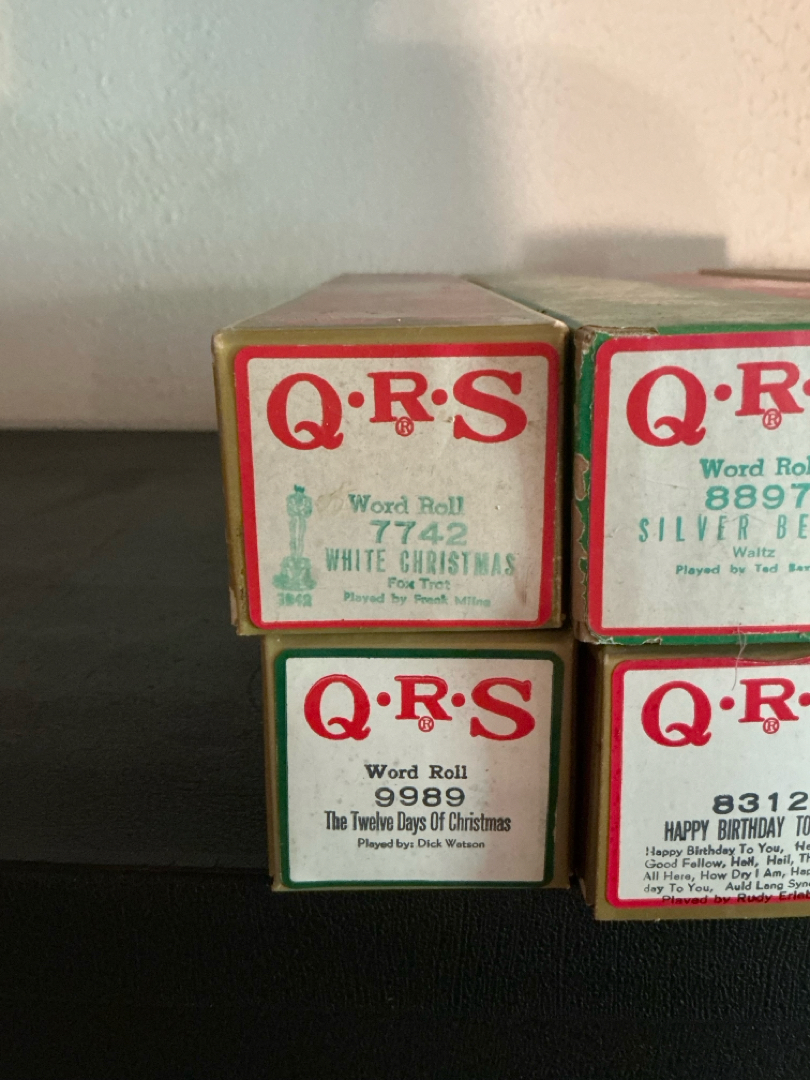 Q·R·S
®
Word Roll
7742
WHITE CHRISTMAS
Fox Trot
Played by Frank Milne
1942
Q·R·
®
Word Rol
8897
SILVER BE
Waltz
Played by Ted
Q·R·S
®
Word Roll
9989
The Twelve Days Of Christmas
Played by: Dick Watson
Q·R·
®
8312
HAPPY BIRTHDAY TO
Happy Birthday To You, He
Good Fellow, Hail, Hail, Th
All Here, How Dry I Am, Hap
day To You, Auld Lang Syn
Played by Rudy